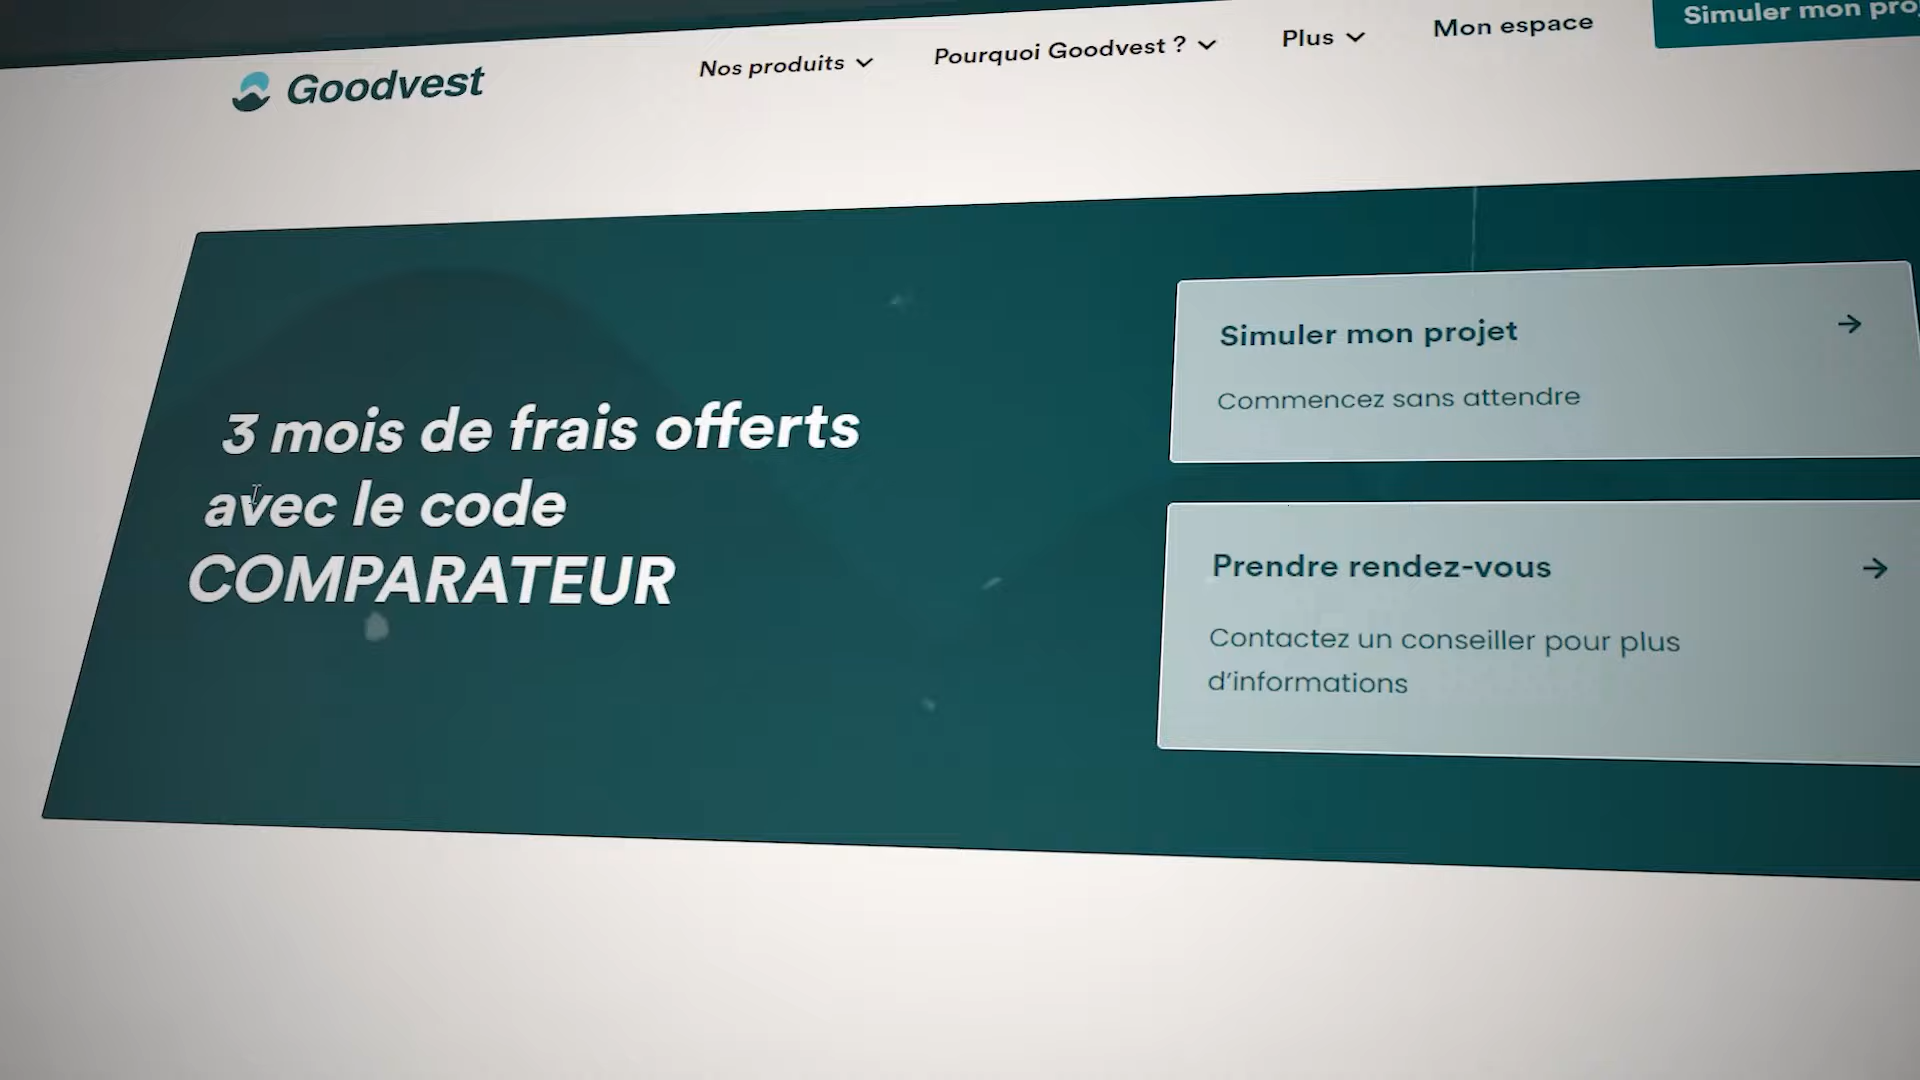 Goodvest
Nos produits
Pourquoi Goodvest ?
Plus
Mon espace
Simuler mon
3 mois de frais offerts
avec le code
COMPARATEUR
Simuler mon projet
Commencez sans attendre
Prendre rendez-vous
Contactez un conseiller pour plus
d’informations